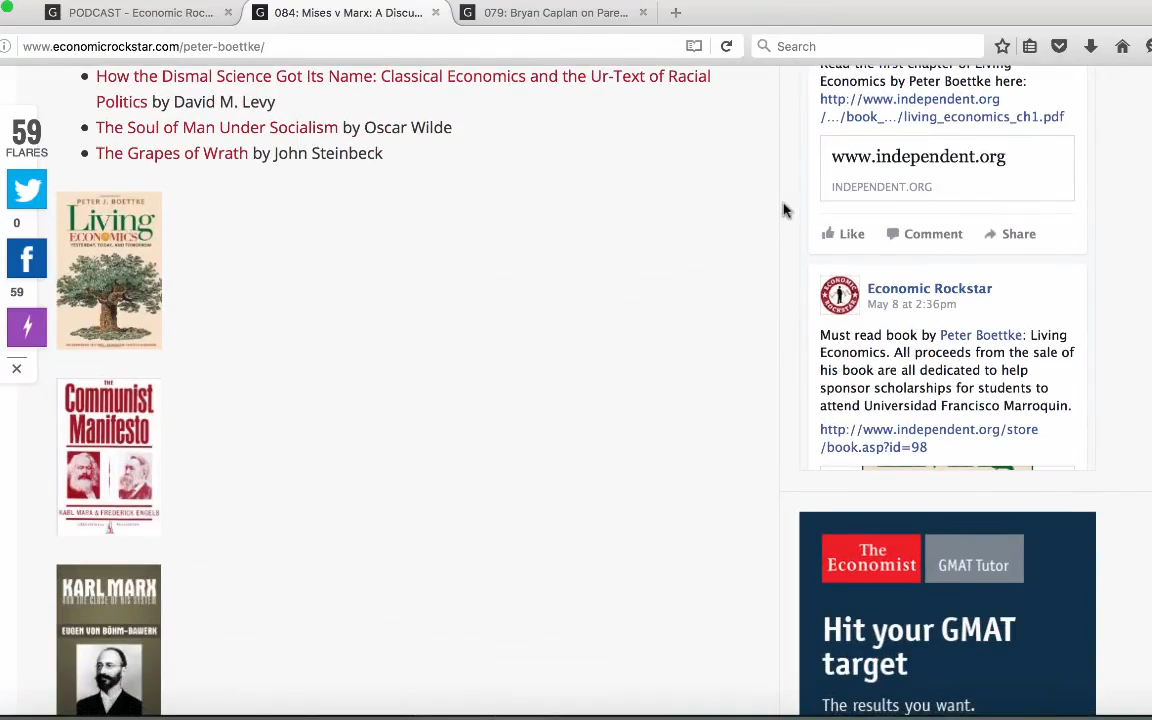 PODCAST - Economic Roc...
084: Mises v Marx: A Discu...
079: Bryan Caplan on Pare...
www.economicrockstar.com/peter-boettke/
Search
How the Dismal Science Got Its Name: Classical Economics and the Ur-Text of Racial
Politics by David M. Levy
The Soul of Man Under Socialism by Oscar Wilde
The Grapes of Wrath by John Steinbeck
59
FLARES
0
59
PETER J. BOETTKE
Living
ECONOMICS
YESTERDAY, TODAY, AND TOMORROW
THE
Communist
Manifesto
KARL MARX & FREDERICK ENGELS
KARL MARX
AND THE CLOSE OF HIS SYSTEM
EUGEN VON BÖHM-BAWERK
Read the first chapter of Living
Economics by Peter Boettke here:
http://www.independent.org
/.../book_.../living_economics_ch1.pdf
www.independent.org
INDEPENDENT.ORG
Like Comment Share
Economic Rockstar
May 8 at 2:36pm
Must read book by Peter Boettke: Living
Economics. All proceeds from the sale of
his book are all dedicated to help
sponsor scholarships for students to
attend Universidad Francisco Marroquin.
http://www.independent.org/store
/book.asp?id=98
The
Economist
GMAT Tutor
Hit your GMAT
target
The results you want.